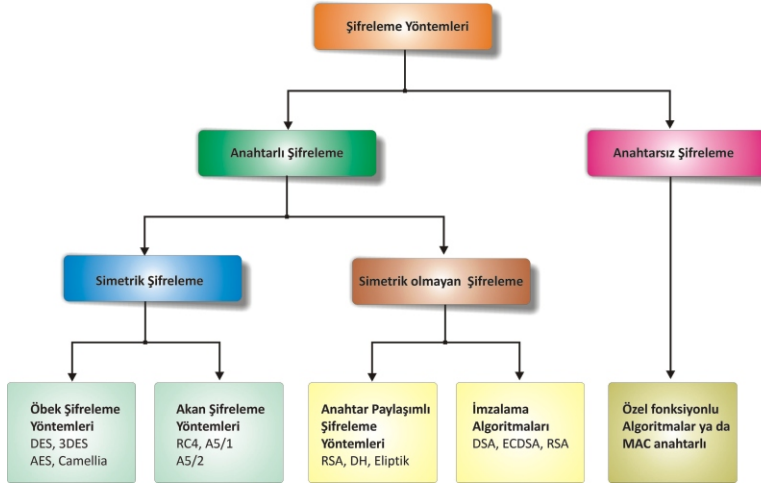 Şifreleme Yöntemleri
Anahtarlı Şifreleme
Anahtarsız Şifreleme
Simetrik Şifreleme
Simetrik olmayan Şifreleme
Öbek Şifreleme
Yöntemleri
DES, 3DES
AES, Camellia
Akan Şifreleme
Yöntemleri
RC4, A5/1
A5/2
Anahtar Paylaşımlı
Şifreleme
Yöntemleri
RSA, DH, Eliptik
İmzalama
Algoritmaları
DSA, ECDSA, RSA
Özel fonksiyonlu
Algoritmalar ya da
MAC anahtarlı